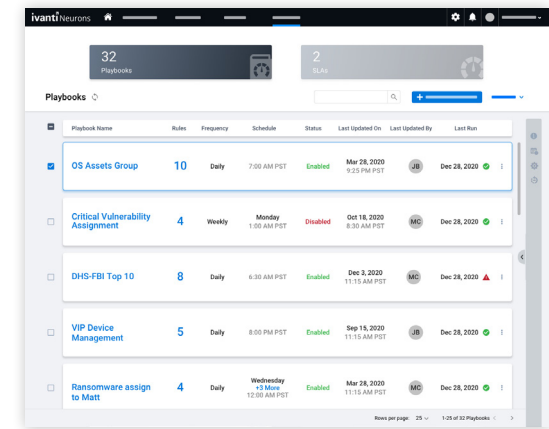 ivanti Neurons
32
Playbooks
2
SLAs
Playbooks
Playbook Name Rules Frequency Schedule Status Last Updated On Last Updated By Last Run
OS Assets Group 10 Daily 7:00 AM PST Enabled Mar 28, 2020 JB Dec 28, 2020
9:25 PM PST
Critical Vulnerability 4 Weekly Monday Disabled Oct 18, 2020 MC Dec 28, 2020
Assignment 1:00 AM PST 8:30 AM PST
DHS-FBI Top 10 8 Daily 6:30 AM PST Enabled Dec 3, 2020 MC Dec 28, 2020
11:15 AM PST
VIP Device 5 Daily 8:00 PM PST Enabled Sep 15, 2020 JB Dec 28, 2020
Management 11:15 AM PST
Ransomware assign 4 Daily Wednesday Enabled Mar 28, 2020 MC Dec 28, 2020
to Matt +3 More 11:15 AM PST
12:00 AM PST
Rows per page: 25 1-25 of 32 Playbooks